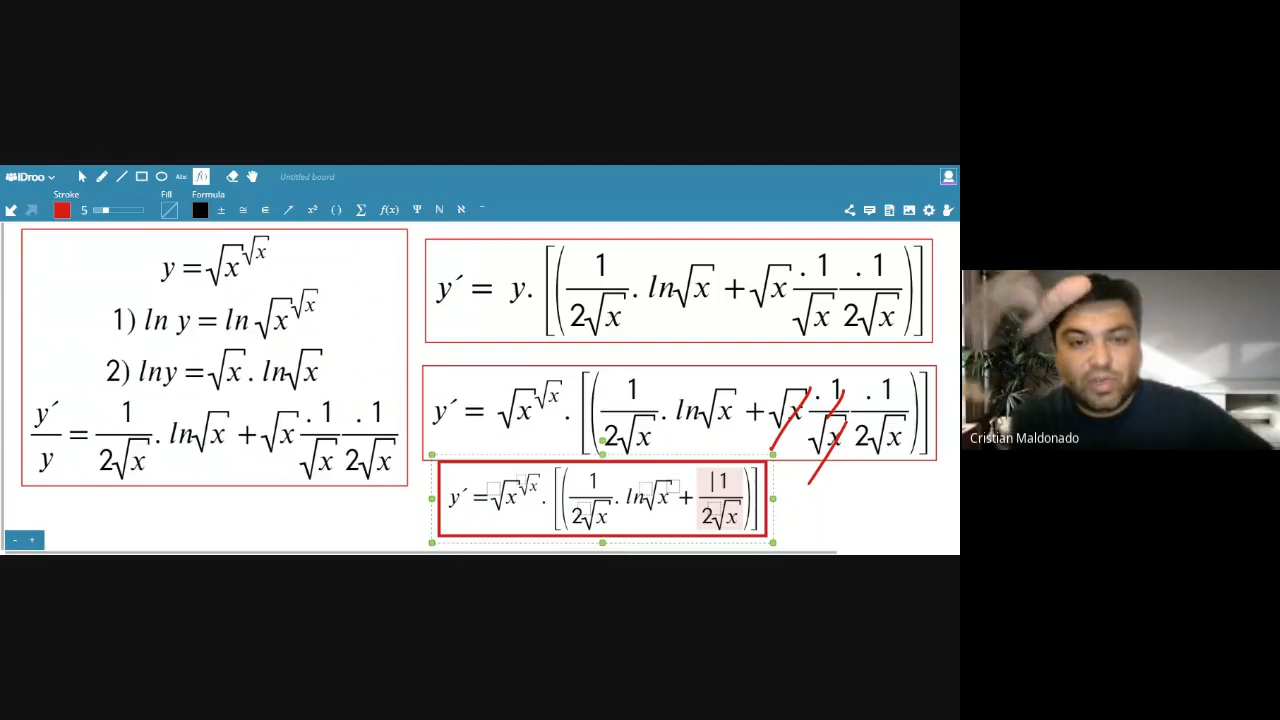 IDroo
Abc
f()
Untitled board
Stroke
Fill
Formula
5
± ≅ ∈ ↗ x² () Σ f(x) Ψ ℕ ℵ
y = √x^√x
1) ln y = ln √x^√x
2) lny = √x . ln√x
y´/y = 1/2√x . ln√x + √x .1/√x .1/2√x
y´ = y. [(1/2√x . ln√x + √x .1/√x .1/2√x)]
y´ = √x^√x . [(1/2√x . ln√x + √x .1/√x .1/2√x)]
y´ = √x^√x . [(1/2√x . ln√x + 1/2√x)]
- +
Cristian Maldonado